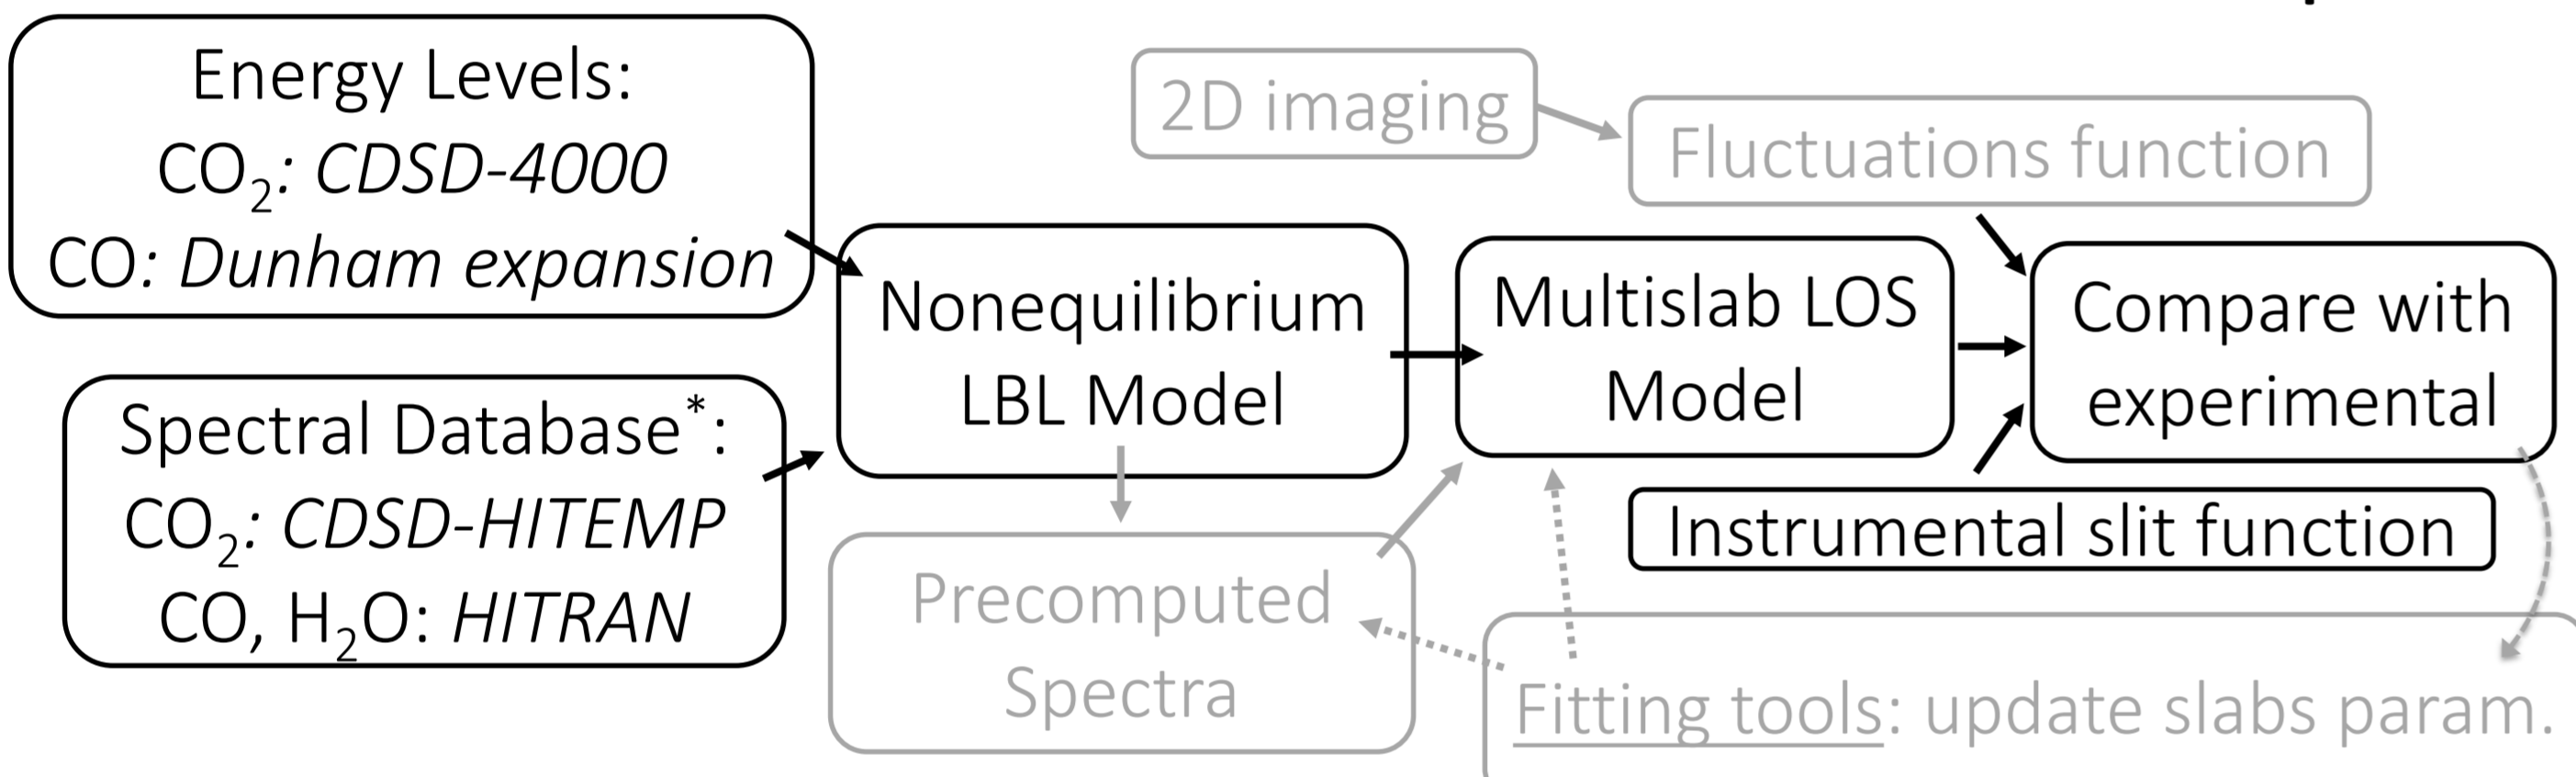 Energy Levels:
CO₂: CDSD-4000
CO: Dunham expansion
Spectral Database*:
CO₂: CDSD-HITEMP
CO, H₂O: HITRAN
Nonequilibrium
LBL Model
2D imaging
Fluctuations function
Multislab LOS
Model
Compare with
experimental
Instrumental slit function
Precomputed
Spectra
Fitting tools: update slabs param.